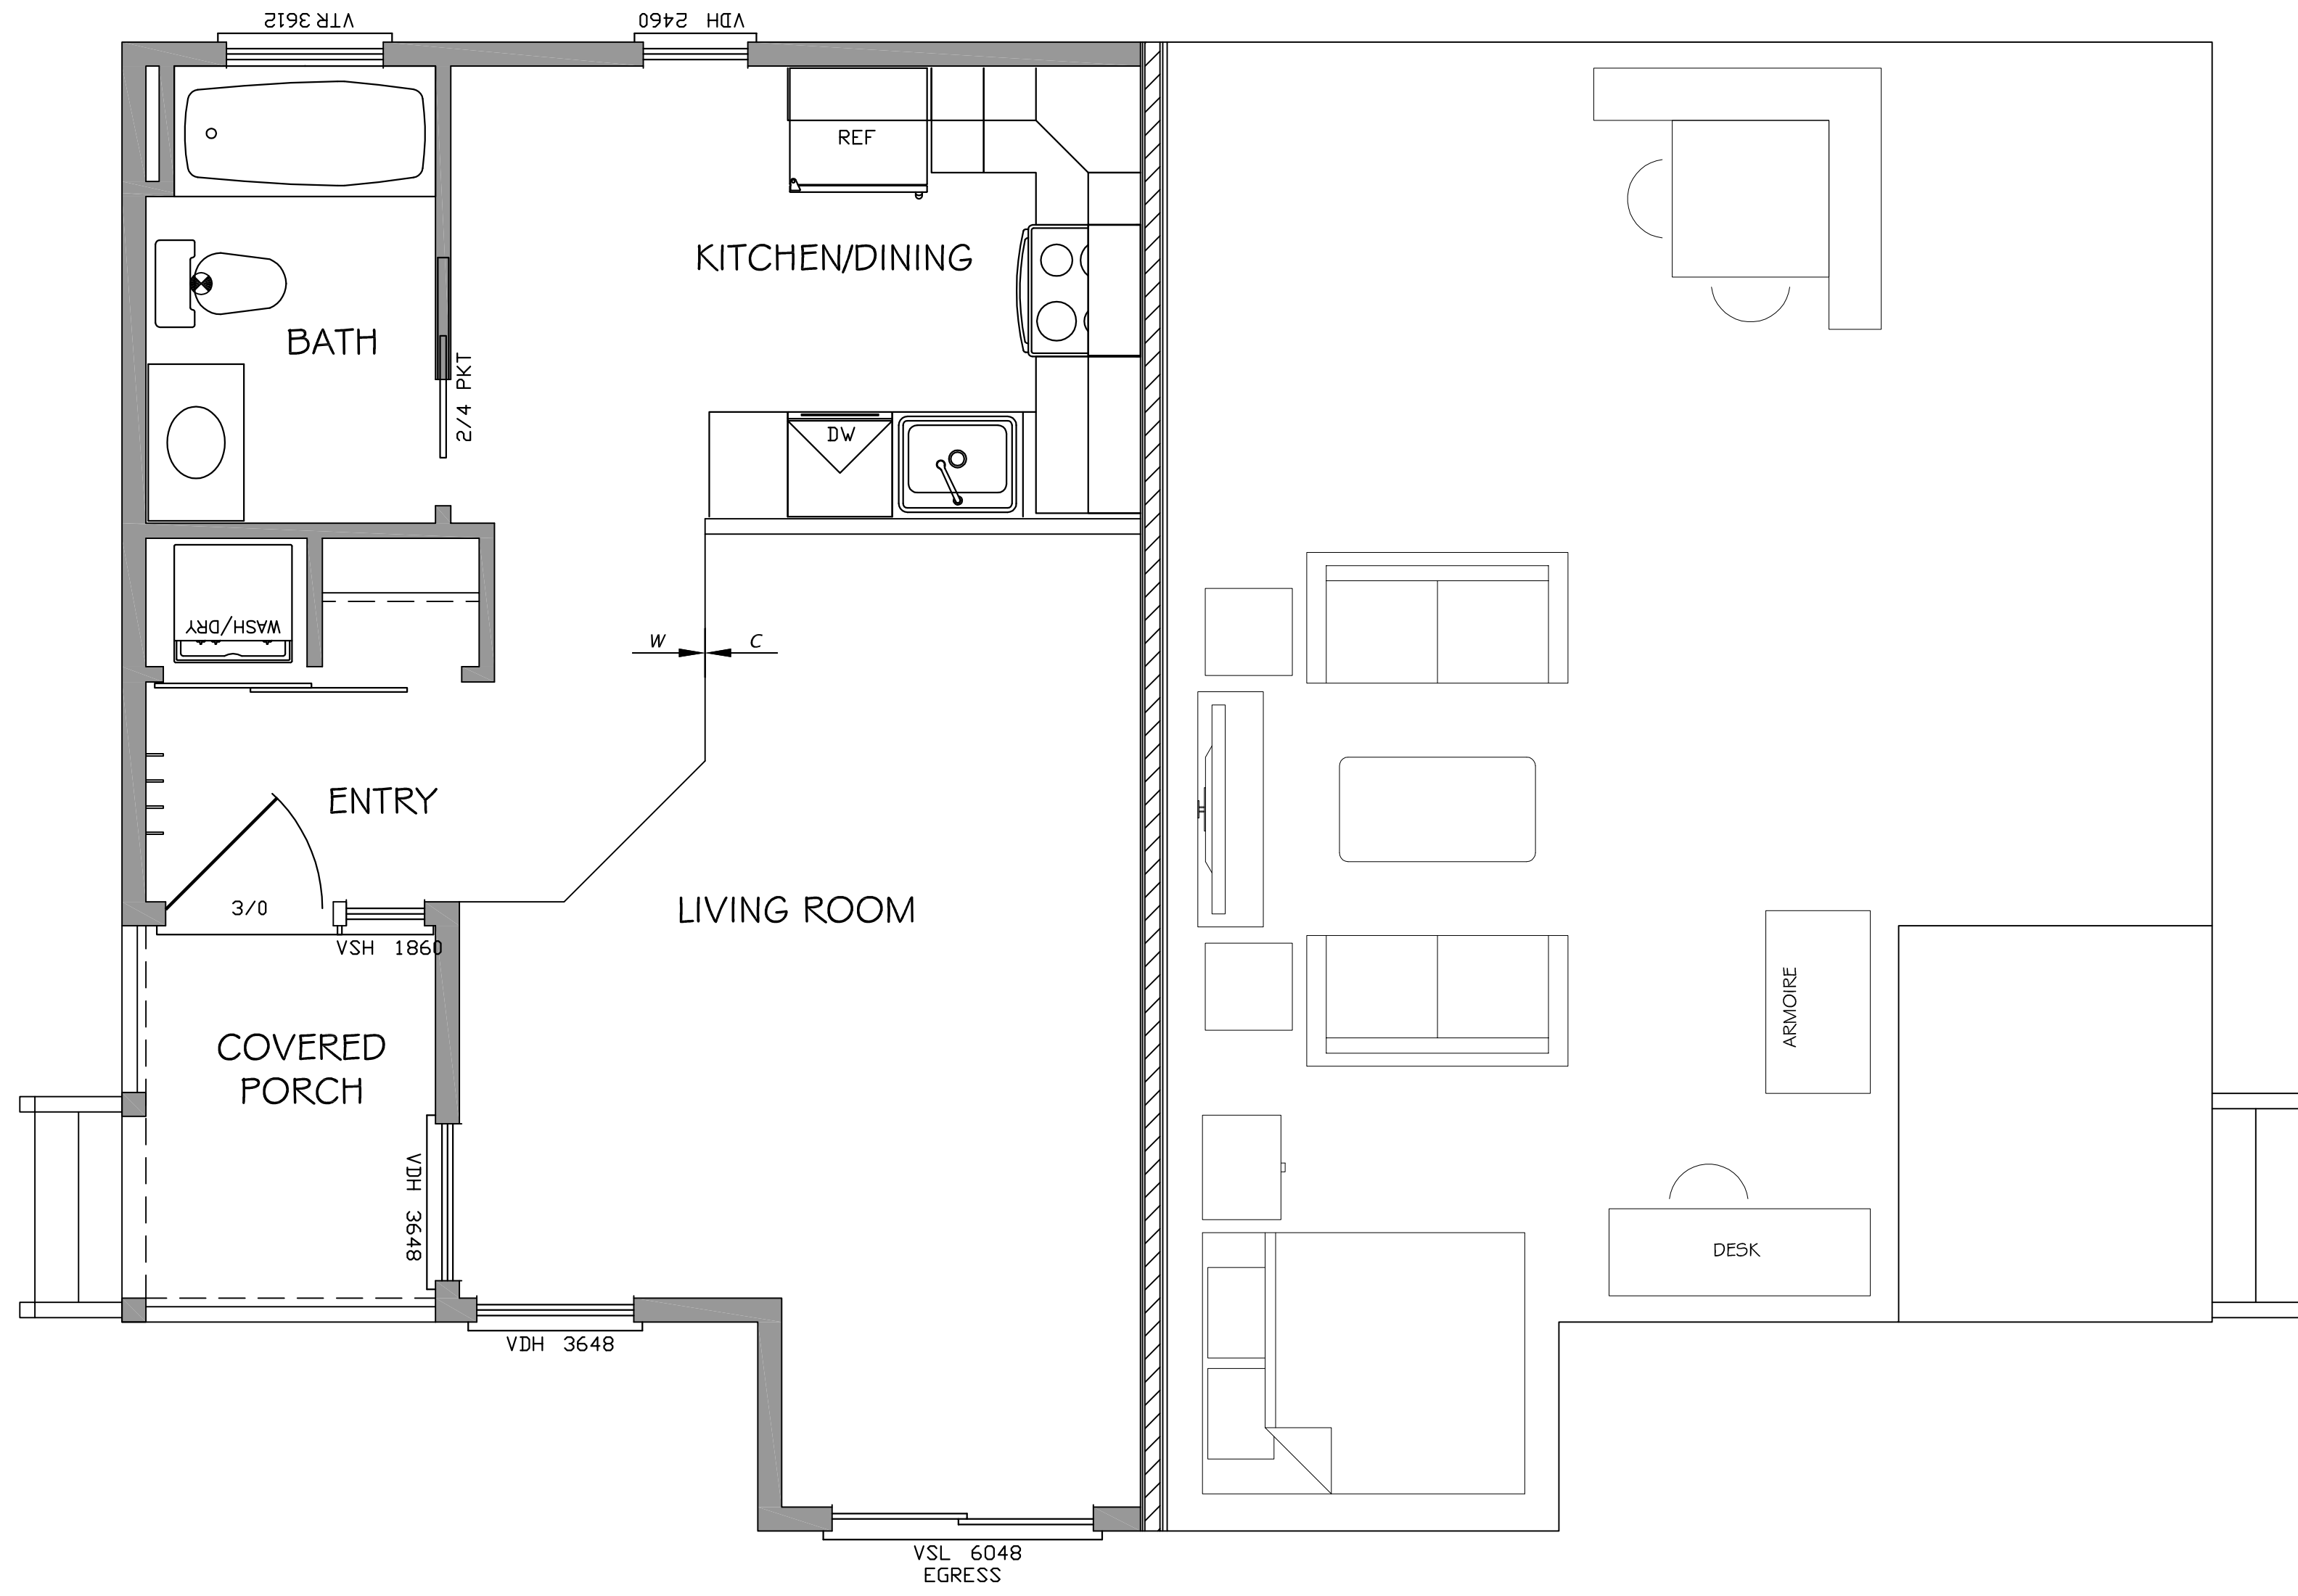 VTR 3612
VDH 2460
REF
KITCHEN/DINING
BATH
2/4 PKT
DW
WASH/DRY
W
C
ENTRY
3/0
VSH 1860
LIVING ROOM
COVERED
PORCH
ARMOIRE
VDH 3648
DESK
VDH 3648
VSL 6048
EGRESS